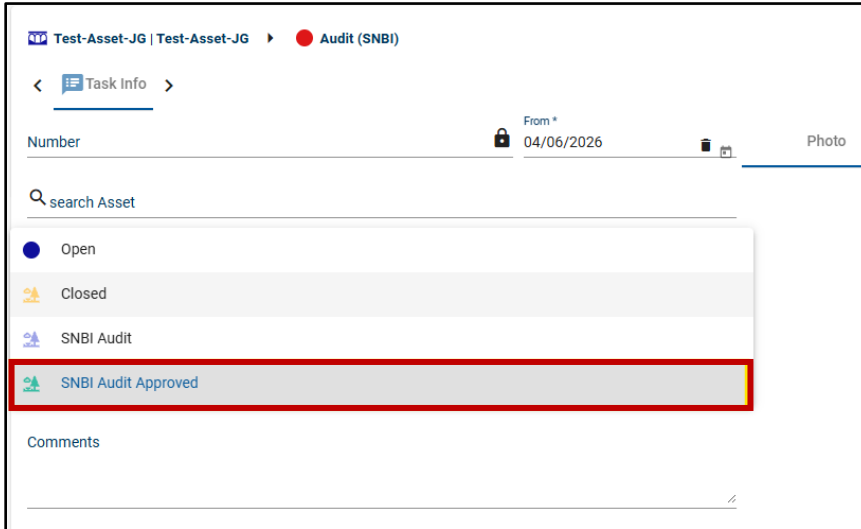 Test-Asset-JG | Test-Asset-JG Audit (SNBI)
Task Info
From *
Number 04/06/2026 Photo
search Asset
Open
Closed
SNBI Audit
SNBI Audit Approved
Comments